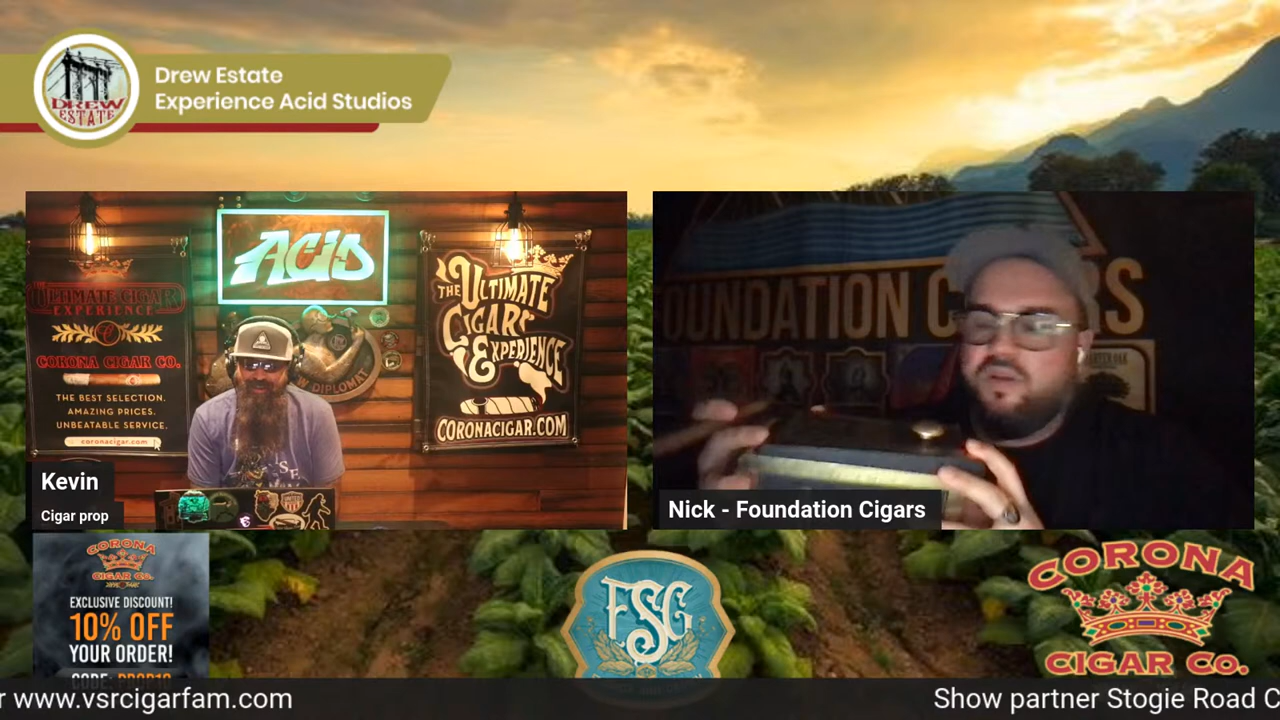 Drew Estate
Experience Acid Studios
DREW
ESTATE
ULTIMATE CIGAR
EXPERIENCE
CORONA CIGAR CO.
THE BEST SELECTION.
AMAZING PRICES.
UNBEATABLE SERVICE.
coronacigar.com
ACID
DIPLOMAT
THE ULTIMATE
CIGAR
EXPERIENCE
CORONACIGAR.COM
Kevin
Cigar prop
OUNDATION C RS
Nick - Foundation Cigars
CORONA
CIGAR CO.
EXCLUSIVE DISCOUNT!
10% OFF
YOUR ORDER!
CODE: PROP10
FSG
CORONA
CIGAR CO.
r www.vsrcigarfam.com
Show partner Stogie Road C